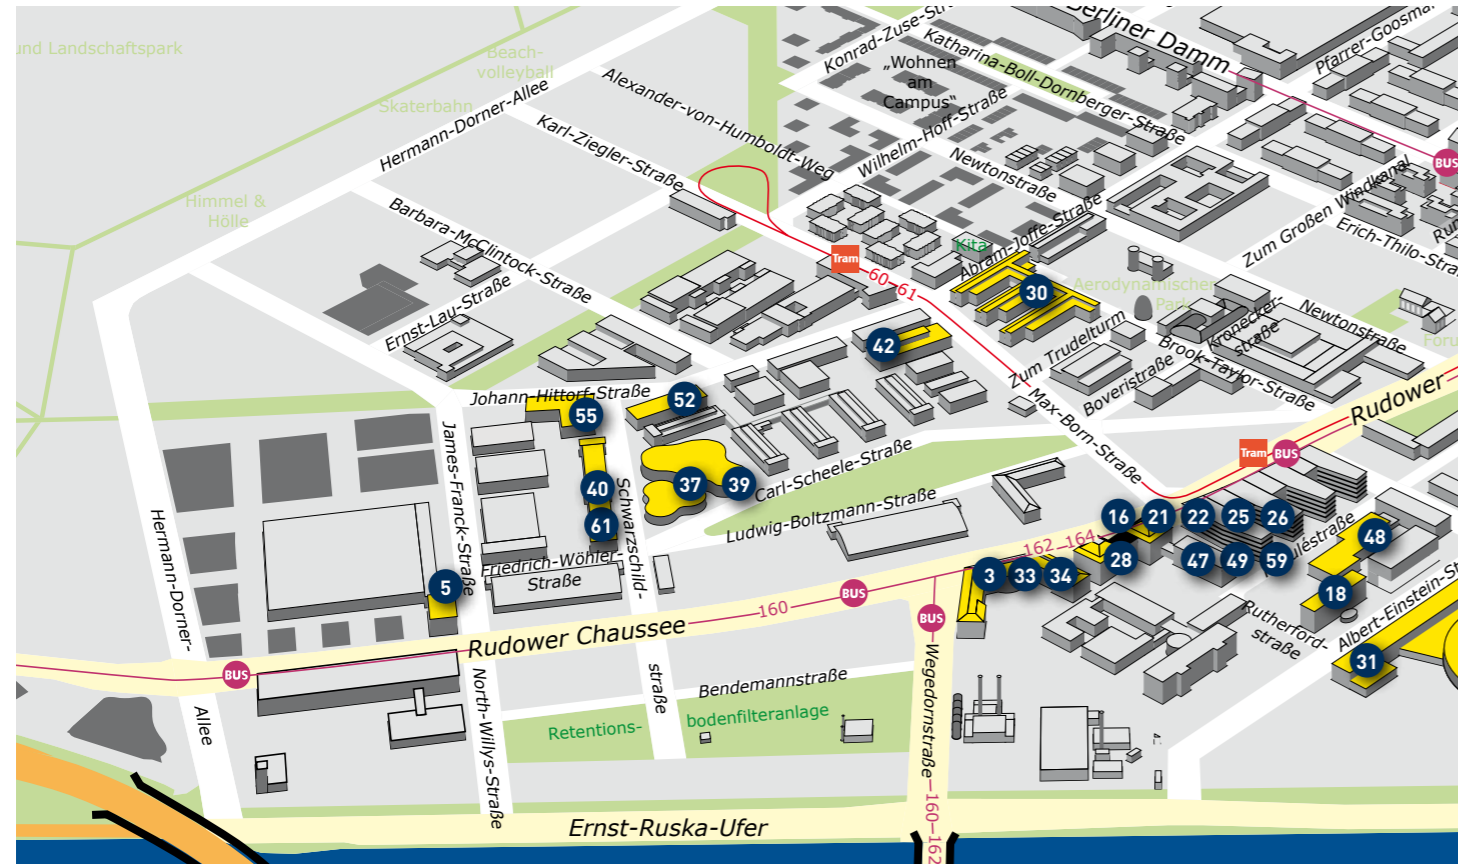 und Landschaftspark
Beach-
volleyball
Skaterbahn
Himmel &
Hölle
Hermann-Dorner-Allee
Alexander-von-Humboldt-Weg
Karl-Ziegler-Straße
Barbara-McClintock-Straße
Ernst-Lau-Straße
Berliner Damm
Pfarrer-Goosma
Katharina-Boll-Dornberger-Straße
„Wohnen
am
Campus“
Wilhelm-Hoff-Straße
Newtonstraße
BUS
Zum Großen Windkanal
Erich-Thilo-Stra
Abram-Joffe-Straße
Kita
Tram
60
61
30
Aerodynamischer
Park
Newtonstraße
Kronecker-
straße
Brook-Taylor-Straße
Zum Trudelturm
Boveristraße
Max-Born-Straße
Rudower
Foru
42
Johann-Hittorf-Straße
52
55
James-Franck-Straße
40
61
37
39
Carl-Scheele-Straße
Ludwig-Boltzmann-Straße
Schwarzschild-
straße
Friedrich-Wöhler-
Straße
5
Tram
BUS
16
21
22
25
26
28
47
49
59
48
18
31
162
164
3
33
34
Rutherford-
straße
Albert-Einstein-St
Hermann-Dorner-
Allee
Rudower Chaussee
160
BUS
BUS
BUS
Wegedornstraße
160
162
North-Willys-Straße
Bendemannstraße
Retentions-
bodenfilteranlage
Ernst-Ruska-Ufer